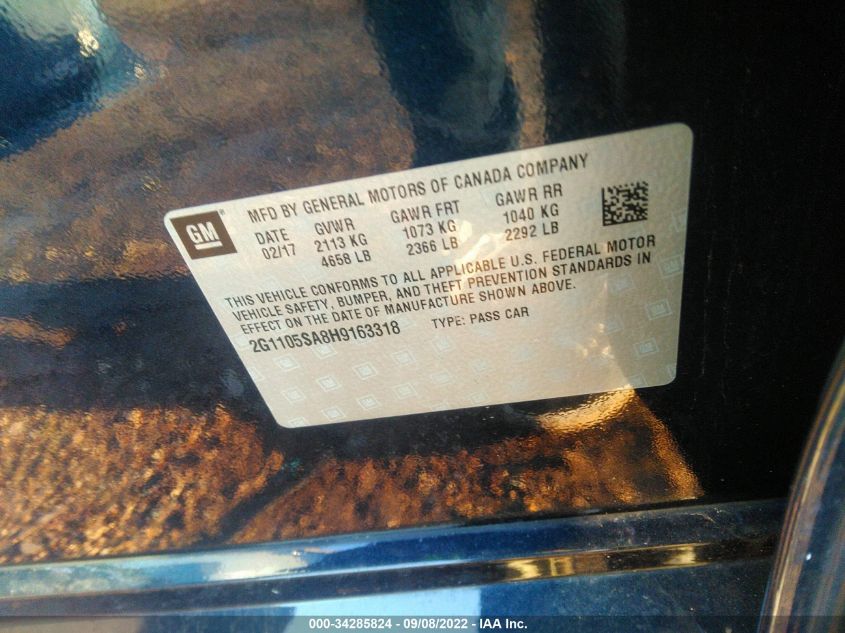 GM ®
MFD BY GENERAL MOTORS OF CANADA COMPANY
DATE GVWR GAWR FRT GAWR RR
02/17 2113 KG 1073 KG 1040 KG
4658 LB 2366 LB 2292 LB
THIS VEHICLE CONFORMS TO ALL APPLICABLE U.S. FEDERAL MOTOR
VEHICLE SAFETY, BUMPER, AND THEFT PREVENTION STANDARDS IN
EFFECT ON THE DATE OF MANUFACTURE SHOWN ABOVE.
2G1105SA8H9163318 TYPE: PASS CAR
000-34285824 - 09/08/2022 - IAA Inc.